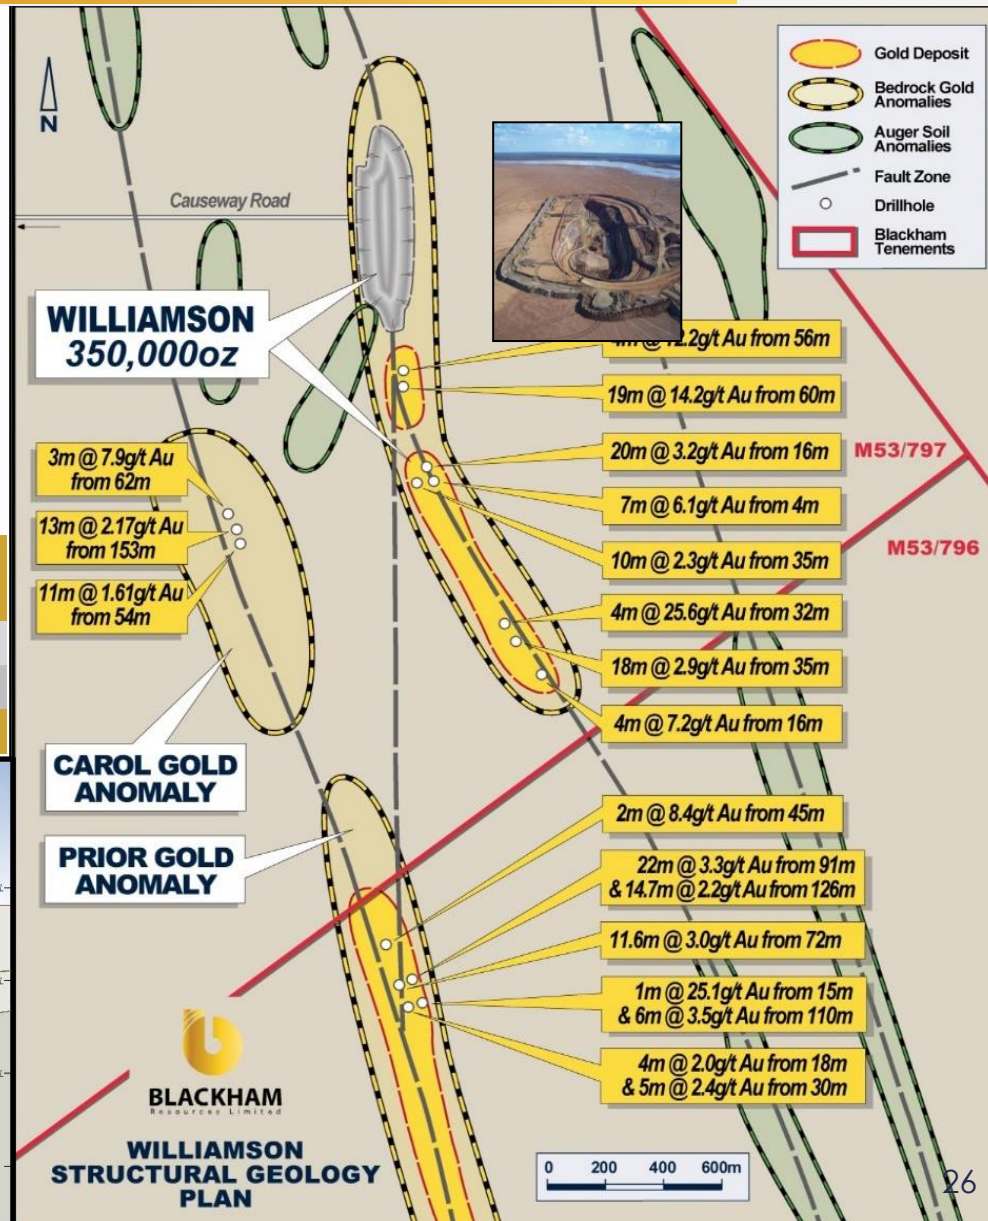 N
Causeway Road
WILLIAMSON
350,000oz
Gold Deposit
Bedrock Gold
Anomalies
Auger Soil
Anomalies
Fault Zone
Drillhole
Blackham
Tenements
from 56m
19m @ 14.2g/t Au from 60m
20m @ 3.2g/t Au from 16m
7m @ 6.1g/t Au from 4m
10m @ 2.3g/t Au from 35m
4m @ 25.6g/t Au from 32m
18m @ 2.9g/t Au from 35m
4m @ 7.2g/t Au from 16m
M53/797
M53/796
3m @ 7.9g/t Au
from 62m
13m @ 2.17g/t Au
from 153m
11m @ 1.61g/t Au
from 54m
CAROL GOLD
ANOMALY
PRIOR GOLD
ANOMALY
2m @ 8.4g/t Au from 45m
22m @ 3.3g/t Au from 91m
& 14.7m @ 2.2g/t Au from 126m
11.6m @ 3.0g/t Au from 72m
1m @ 25.1g/t Au from 15m
& 6m @ 3.5g/t Au from 110m
4m @ 2.0g/t Au from 18m
& 5m @ 2.4g/t Au from 30m
BLACKHAM
Resources Limited
WILLIAMSON
STRUCTURAL GEOLOGY
PLAN
0 200 400 600m
26